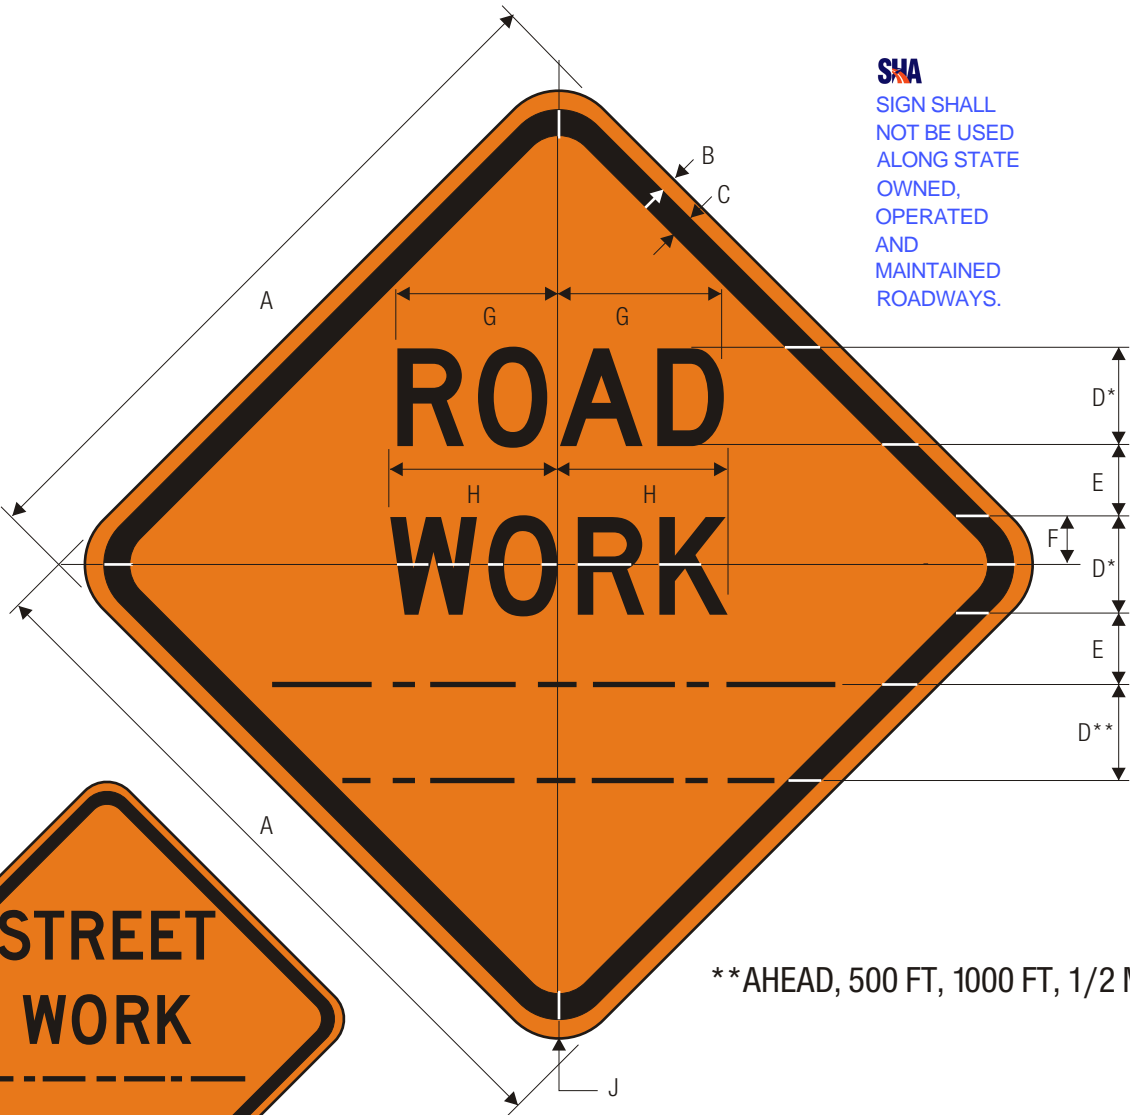 SHA
SIGN SHALL
NOT BE USED
ALONG STATE
OWNED,
OPERATED
AND
MAINTAINED
ROADWAYS.
B
C
A
G G
ROAD
D*
H H
E
WORK
F
D*
E
D**
A
STREET
WORK
**AHEAD, 500 FT, 1000 FT, 1/2
J